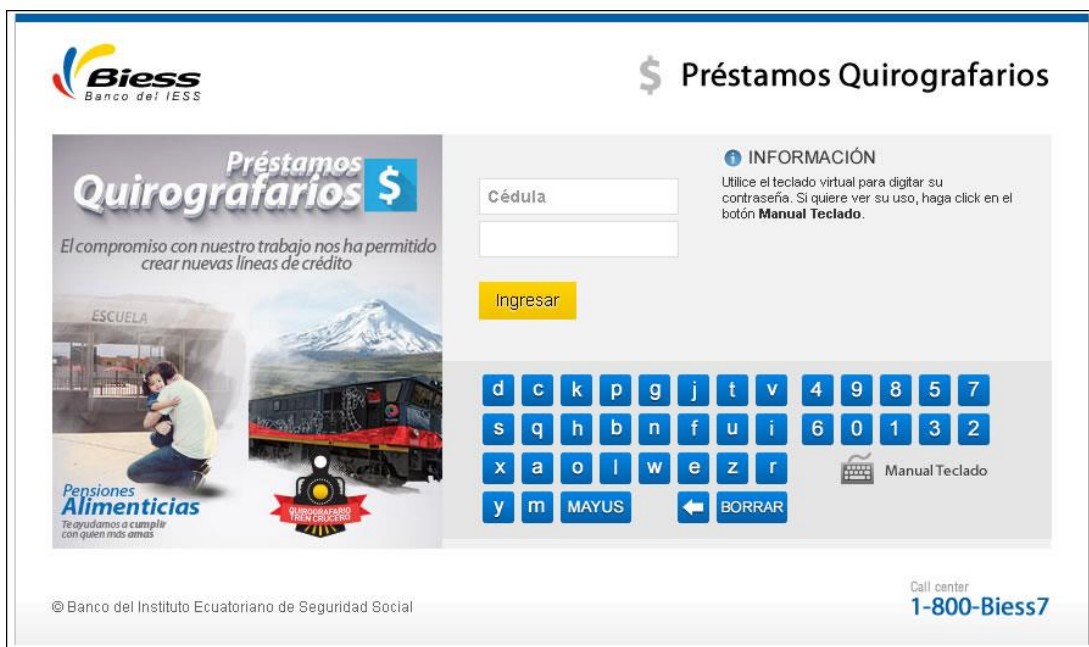 Biess
Banco del IESS
$ Préstamos Quirografarios
Préstamos
Quirografarios $
El compromiso con nuestro trabajo nos ha permitido
crear nuevas líneas de crédito
ESCUELA
Pensiones
Alimenticias
Te ayudamos a cumplir
con quien más amas
QUIROGRAFARIO
TREN CRUCERO
Cédula
Ingresar
INFORMACIÓN
Utilice el teclado virtual para digitar su
contraseña. Si quiere ver su uso, haga click en el
botón Manual Teclado.
d c k p g j t v 4 9 8 5 7
s q h b n f u i 6 0 1 3 2
x a o l w e z r Manual Teclado
y m MAYUS BORRAR
© Banco del Instituto Ecuatoriano de Seguridad Social
Call center
1-800-Biess7